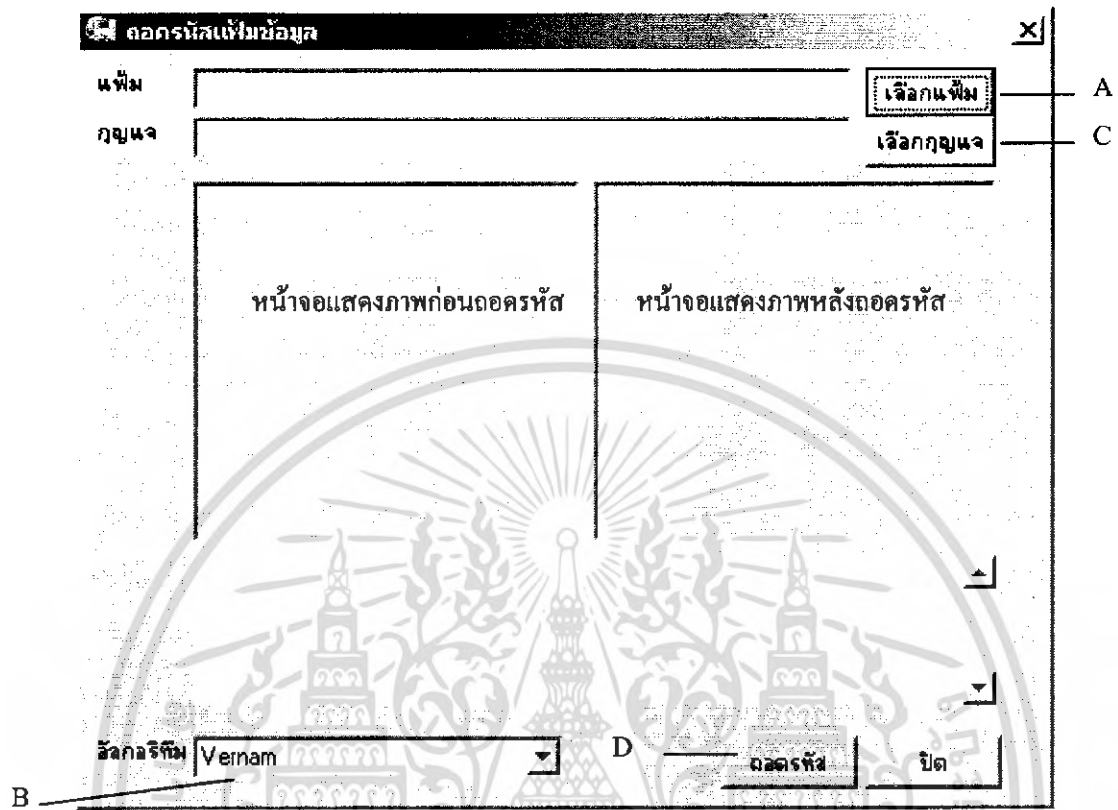 ถอดรหัสแฟ้มข้อมูล
แฟ้ม
เลือกแฟ้ม
A
กุญแจ
เลือกกุญแจ
C
หน้าจอแสดงภาพก่อนถอดรหัส
หน้าจอแสดงภาพหลังถอดรหัส
อัลกอริทึม
Vernam
D
ถอดรหัส
ปิด
B